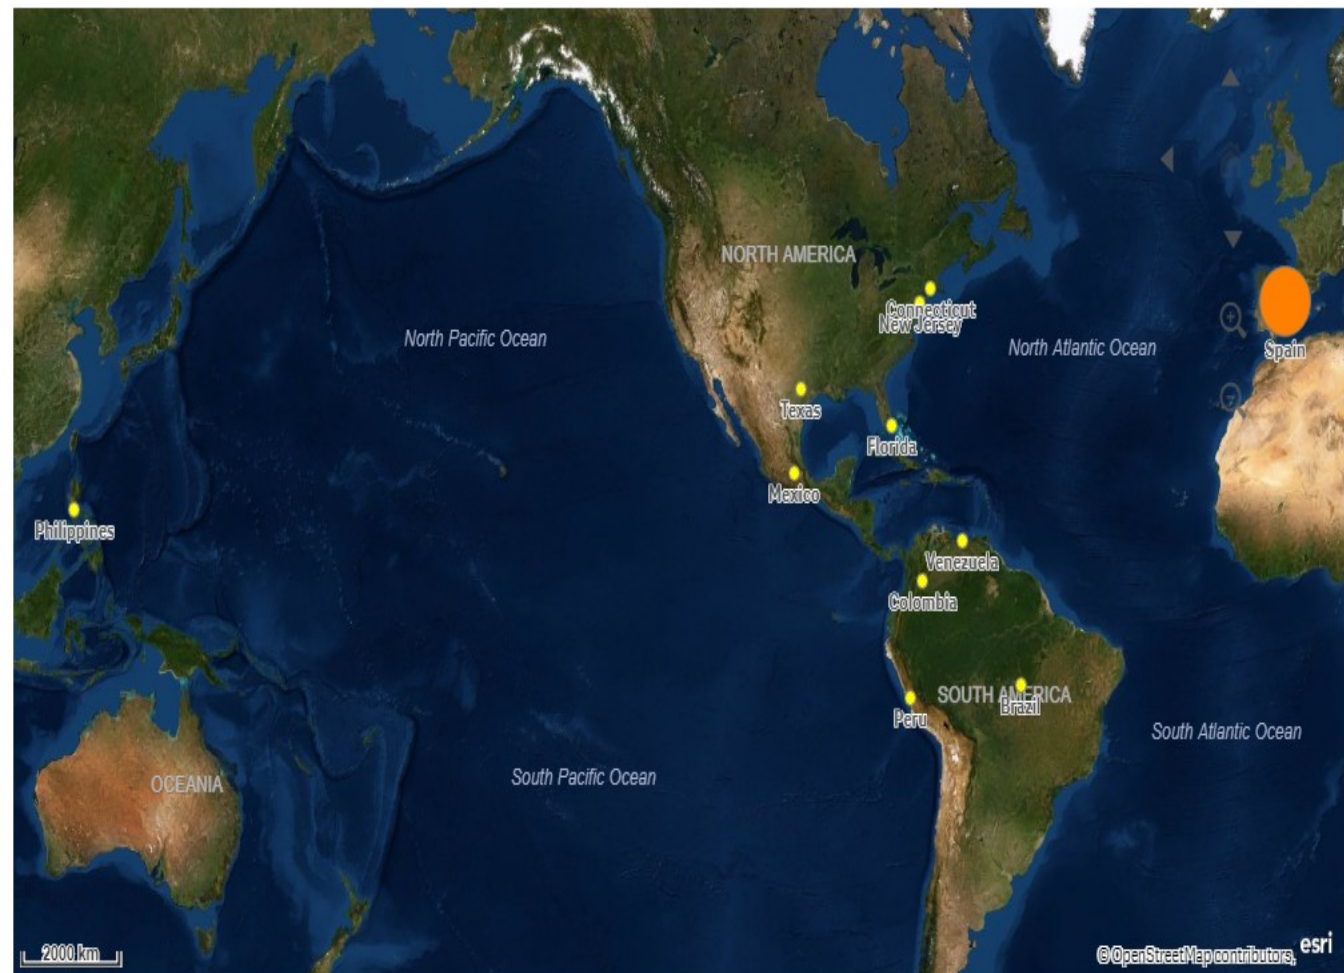 NORTH AMERICA
Connecticut
New Jersey
North Pacific Ocean
North Atlantic Ocean
Spain
Texas
Florida
Mexico
Philippines
Venezuela
Colombia
SOUTH AMERICA
Brazil
Peru
South Atlantic Ocean
South Pacific Ocean
OCEANIA
2000 km
© OpenStreetMap contributors,
esri